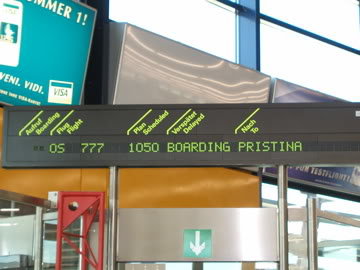 MMER 1!
VISA
VENI. VIDI.
Aufruf Boarding
Flug Flight
Plan Scheduled
Verspätet Delayed
Nach To
OS 777 1050 BOARDING PRISTINA